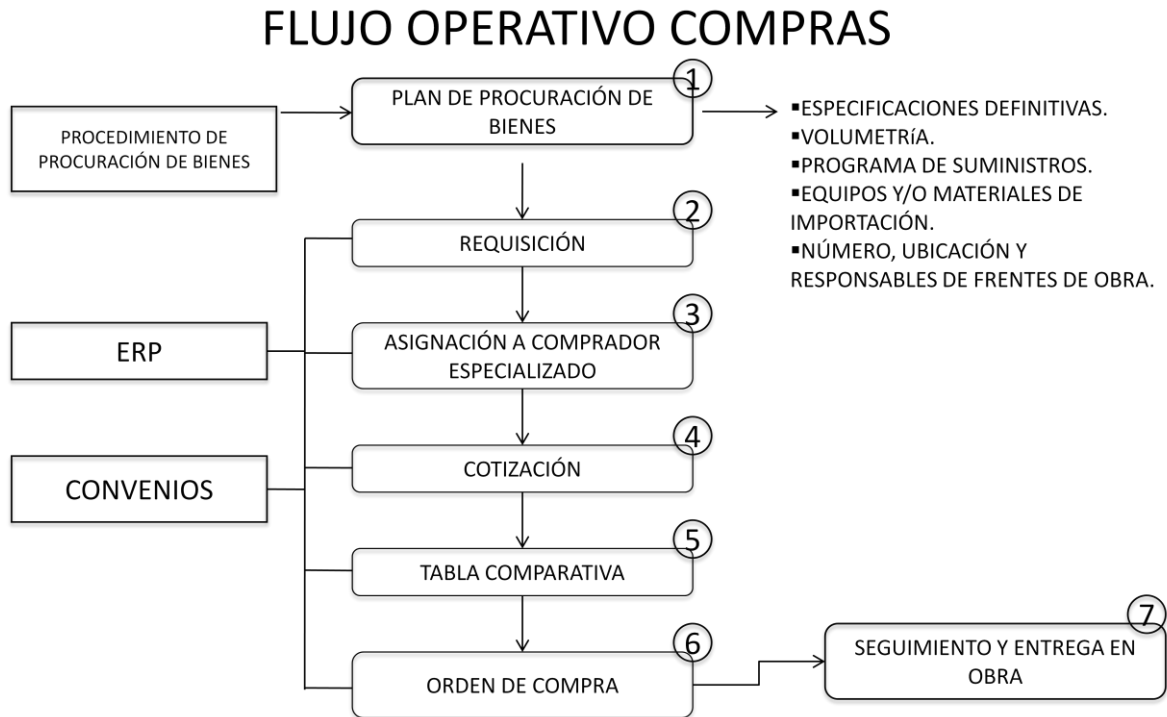 FLUJO OPERATIVO COMPRAS
1
PLAN DE PROCURACIÓN DE
BIENES
PROCEDIMIENTO DE
PROCURACIÓN DE BIENES
▪ESPECIFICACIONES DEFINITIVAS.
▪VOLUMETRíA.
▪PROGRAMA DE SUMINISTROS.
▪EQUIPOS Y/O MATERIALES DE
IMPORTACIÓN.
▪NÚMERO, UBICACIÓN Y
RESPONSABLES DE FRENTES DE OBRA.
2
REQUISICIÓN
3
ASIGNACIÓN A COMPRADOR
ESPECIALIZADO
ERP
4
COTIZACIÓN
CONVENIOS
5
TABLA COMPARATIVA
6
ORDEN DE COMPRA
7
SEGUIMIENTO Y ENTREGA EN
OBRA